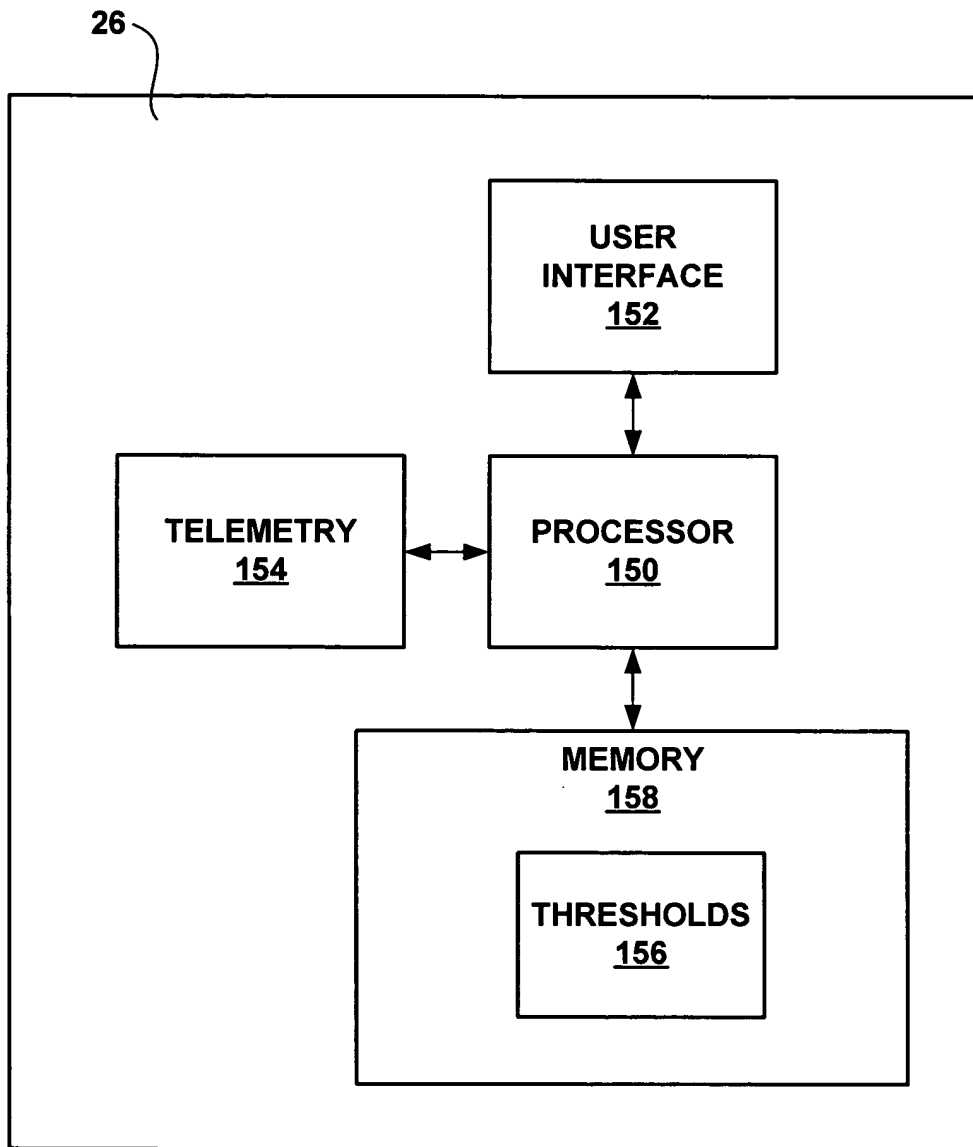 26
USER
INTERFACE
152
TELEMETRY
154
PROCESSOR
150
MEMORY
158
THRESHOLDS
156